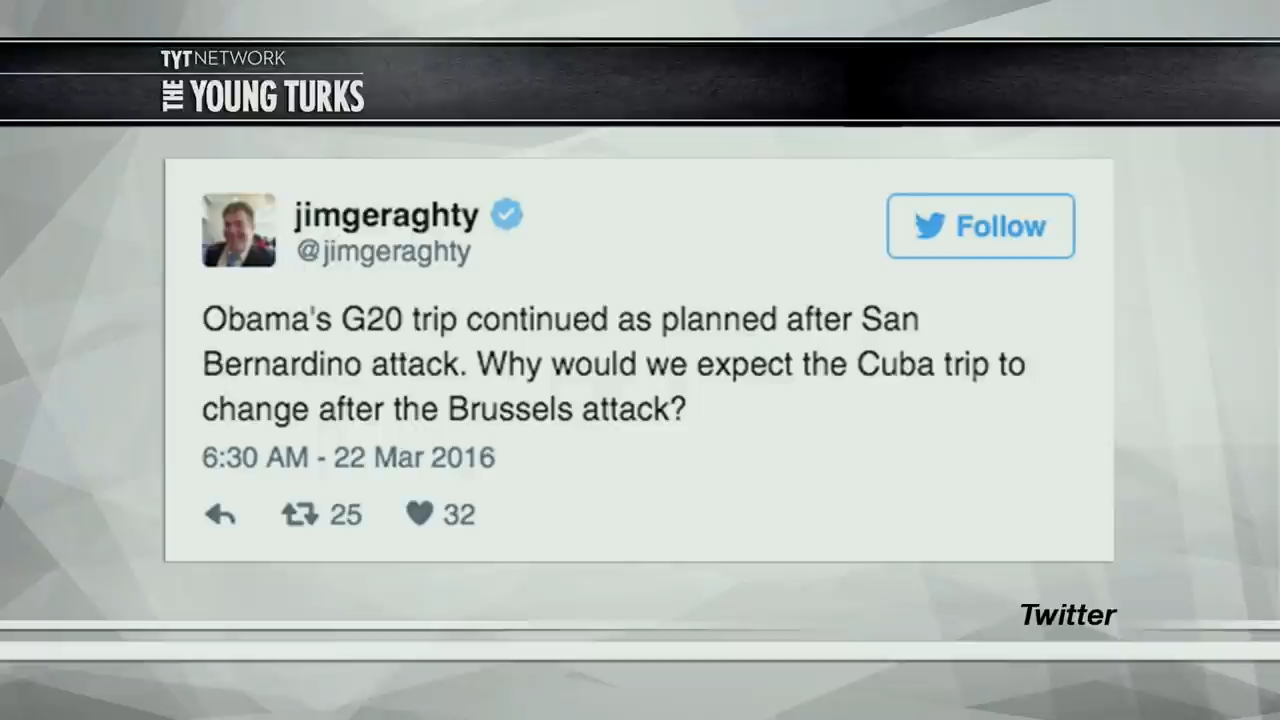 TYT NETWORK
THE YOUNG TURKS
jimgeraghty
@jimgeraghty
Follow
Obama's G20 trip continued as planned after San
Bernardino attack. Why would we expect the Cuba trip to
change after the Brussels attack?
6:30 AM - 22 Mar 2016
25 32
Twitter